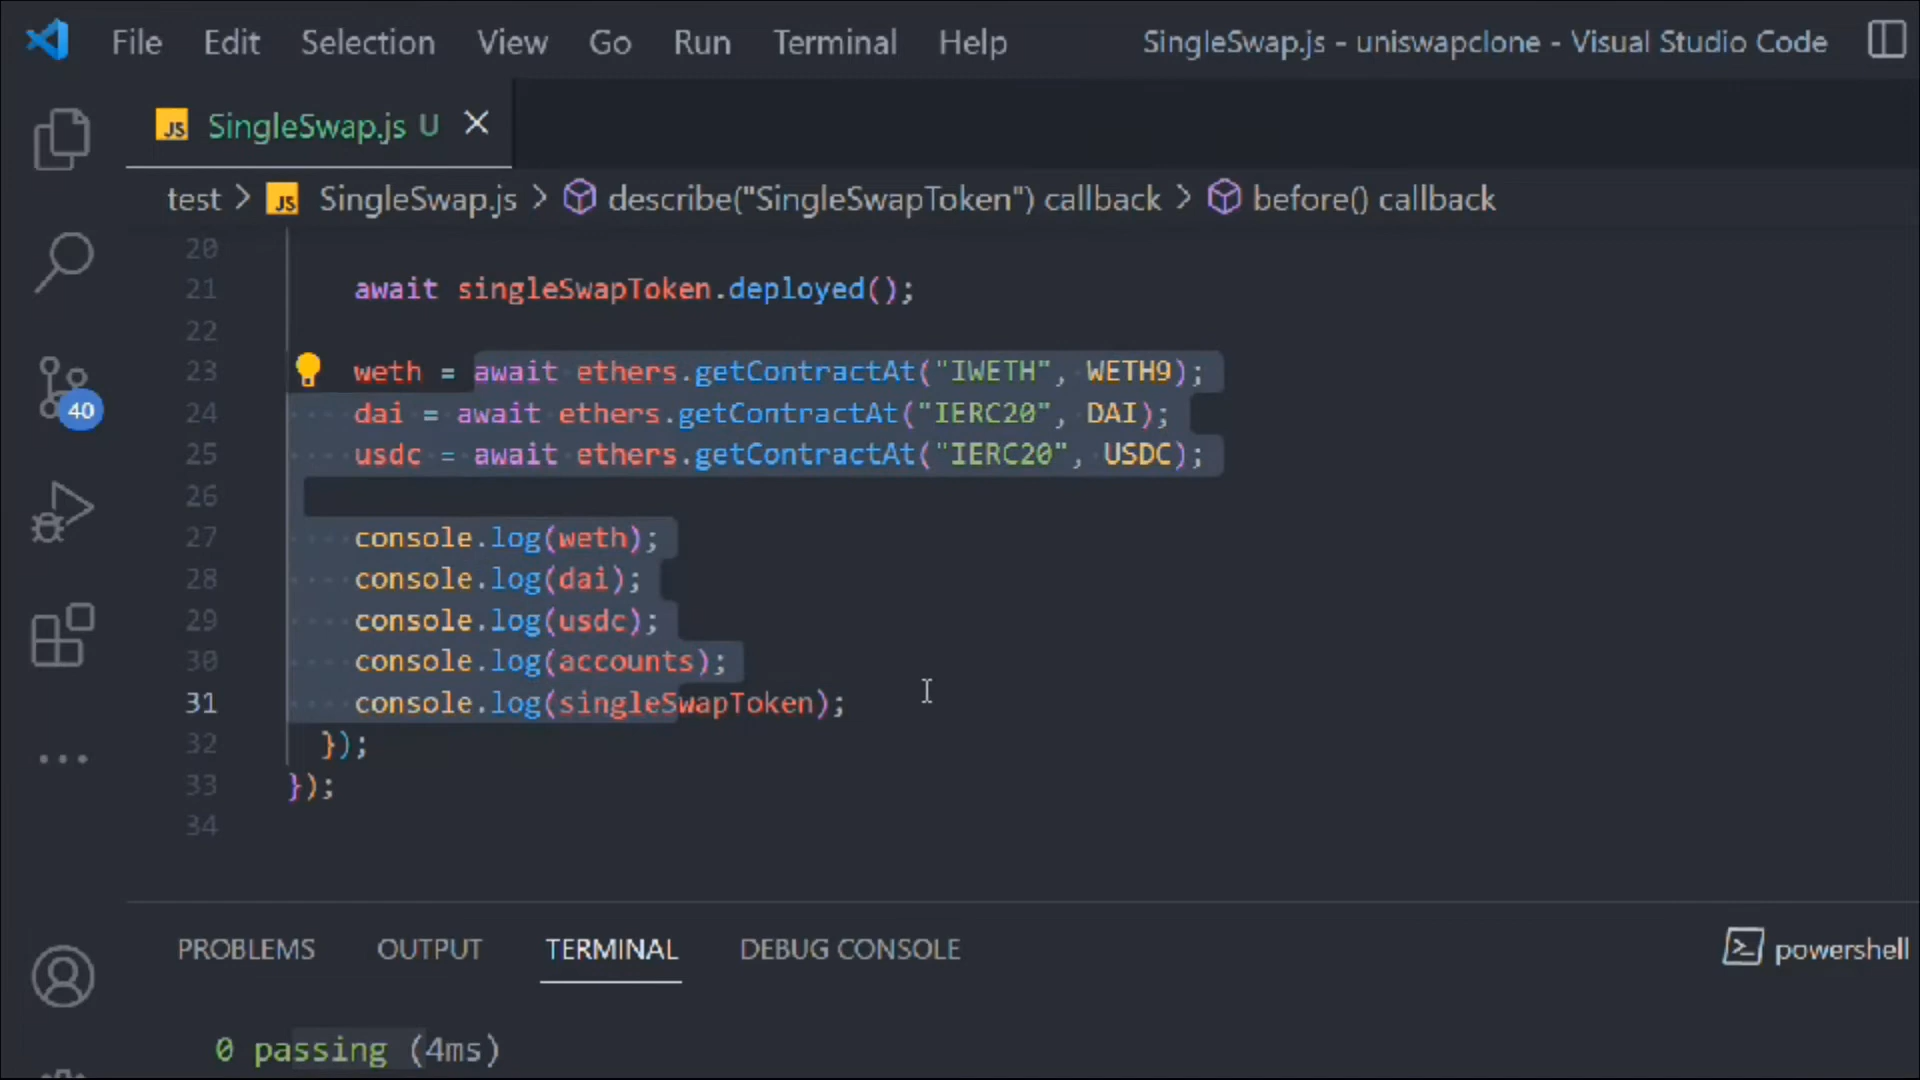 File Edit Selection View Go Run Terminal Help SingleSwap.js - uniswapclone - Visual Studio Code
JS SingleSwap.js U
test > JS SingleSwap.js > describe("SingleSwapToken") callback > before() callback
20
21 await singleSwapToken.deployed();
22
23 weth = await ethers.getContractAt("IWETH", WETH9);
24 dai = await ethers.getContractAt("IERC20", DAI);
25 usdc = await ethers.getContractAt("IERC20", USDC);
26
27 console.log(weth);
28 console.log(dai);
29 console.log(usdc);
30 console.log(accounts);
31 console.log(singleSwapToken);
32 });
33 });
34
40
PROBLEMS OUTPUT TERMINAL DEBUG CONSOLE powershell
0 passing (4ms)